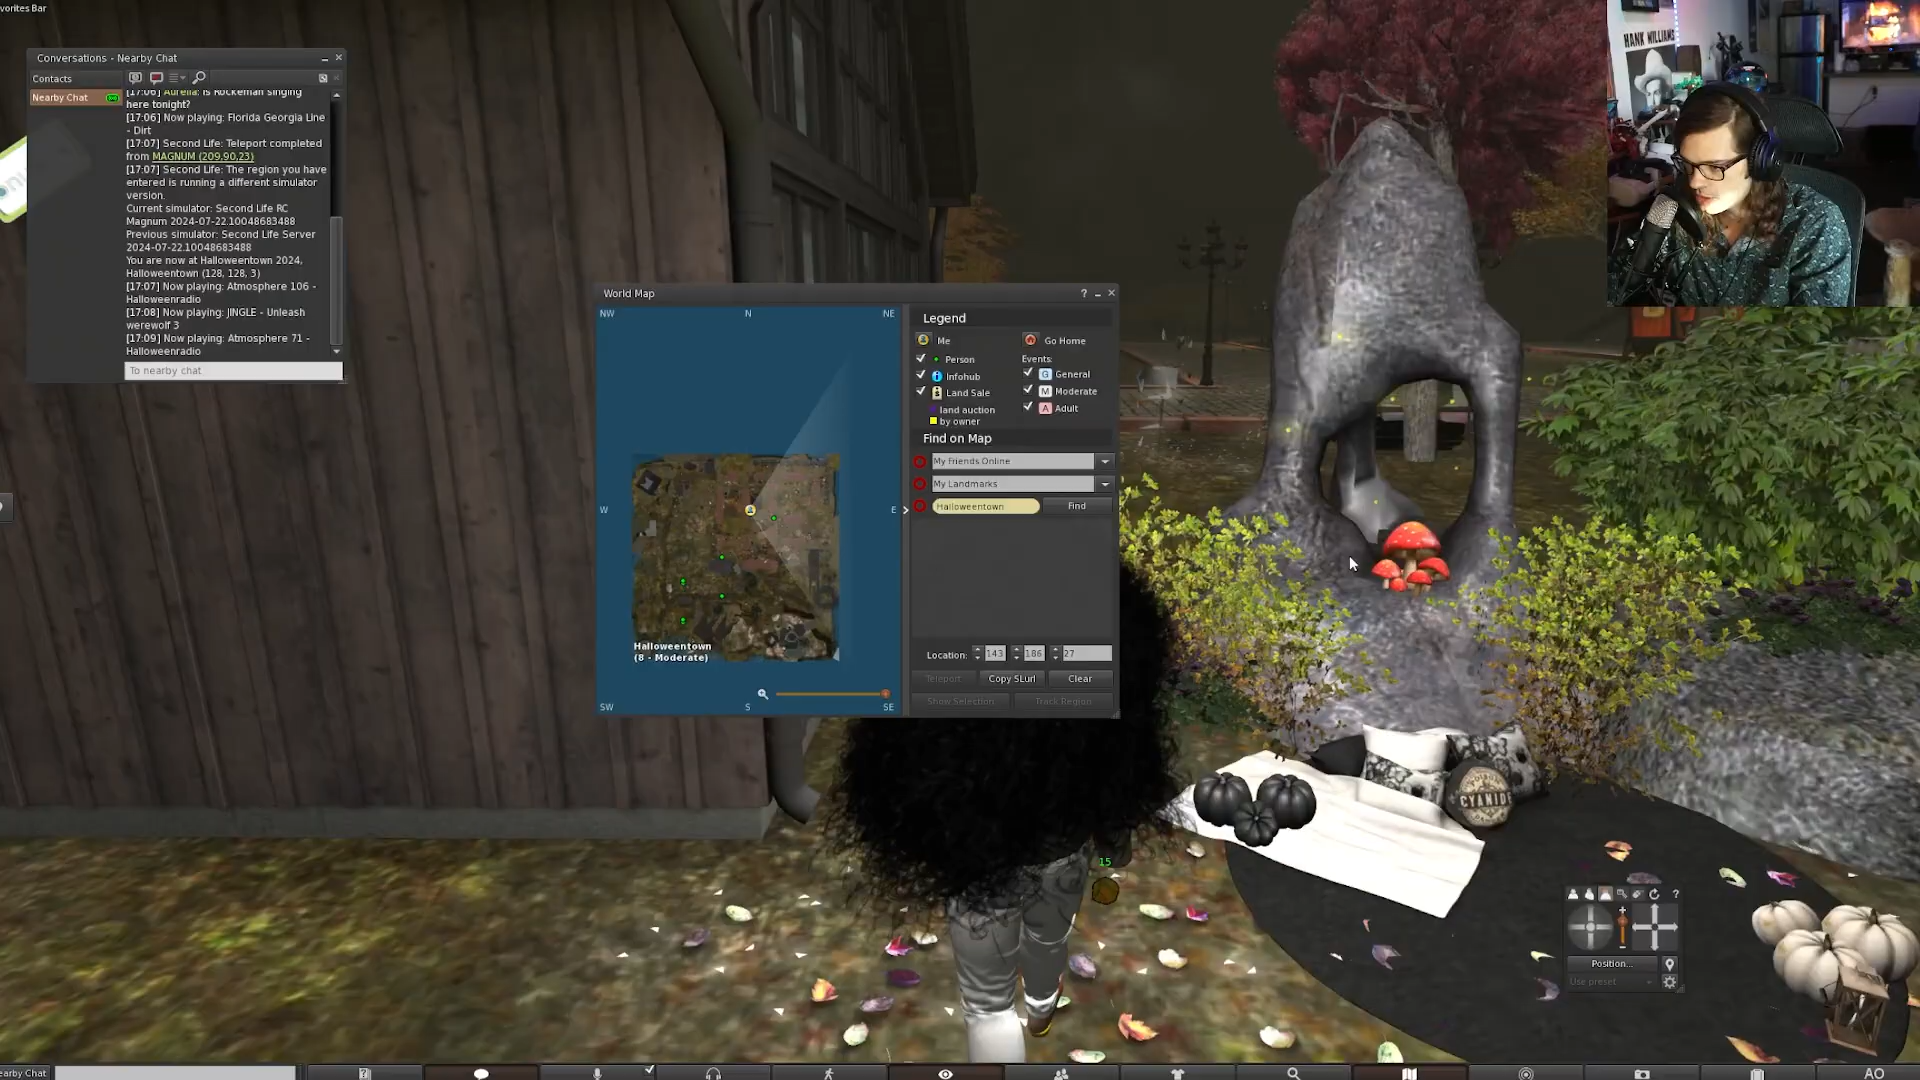 vorites Bar
Conversations - Nearby Chat
Contacts
Nearby Chat
[17:06] Aurelia: is Rockeman singing
here tonight?
[17:06] Now playing: Florida Georgia Line
- Dirt
[17:07] Second Life: Teleport completed
from MAGNUM (209,90,23)
[17:07] Second Life: The region you have
entered is running a different simulator
version.
Current simulator: Second Life RC
Magnum 2024-07-22.10048683488
Previous simulator: Second Life Server
2024-07-22.10048683488
You are now at Halloweentown 2024,
Halloweentown (128, 128, 3)
[17:07] Now playing: Atmosphere 106 -
Halloweenradio
[17:08] Now playing: JINGLE - Unleash
werewolf 3
[17:09] Now playing: Atmosphere 71 -
Halloweenradio
To nearby chat
World Map
?
NW N NE
W E
SW S SE
Halloweentown
(8 - Moderate)
Legend
Me
Go Home
Person
Events:
Infohub
G General
Land Sale
M Moderate
land auction
A Adult
by owner
Find on Map
My Friends Online
My Landmarks
Halloweentown
Find
Location: 143 186 27
Teleport
Copy SLurl
Clear
Show Selection
Track Region
HANK WILLIAMS
CYANIDE
15
?
Position...
Use preset
earby Chat
AO